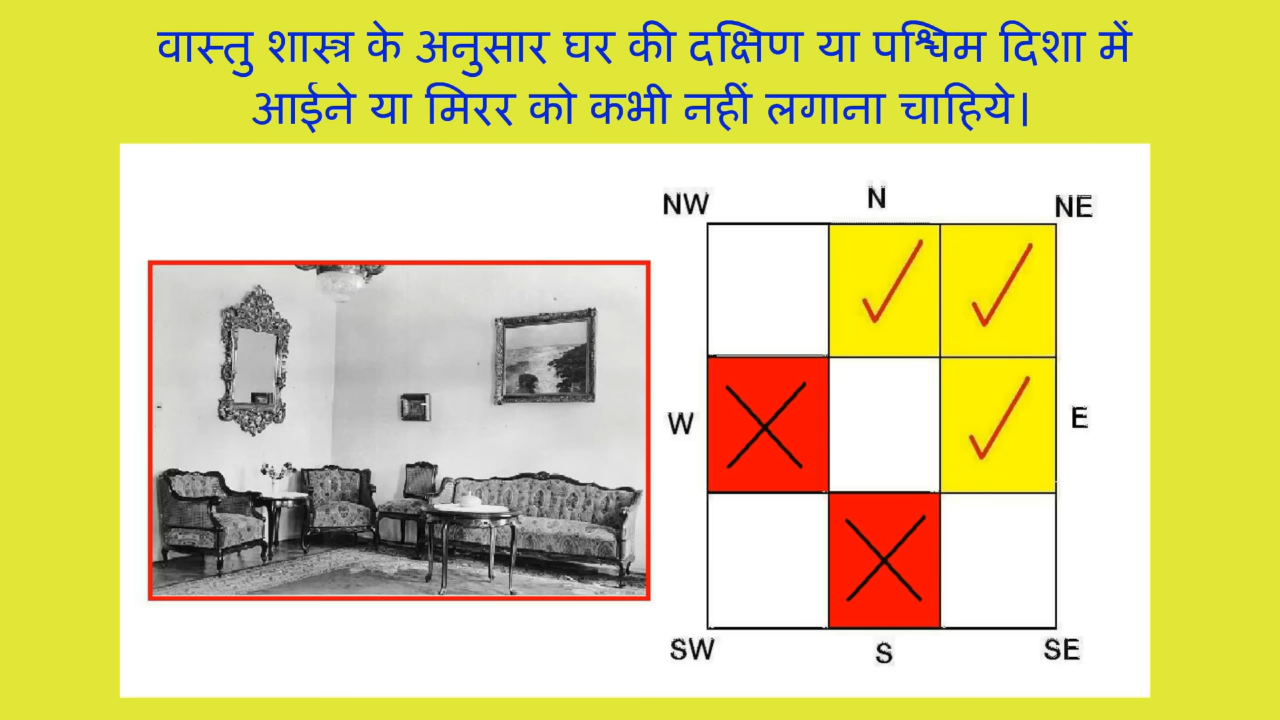 वास्तु शास्त्र के अनुसार घर की दक्षिण या पश्चिम दिशा में
आईने या मिरर को कभी नहीं लगाना चाहिये।
NW N NE
W E
SW S SE